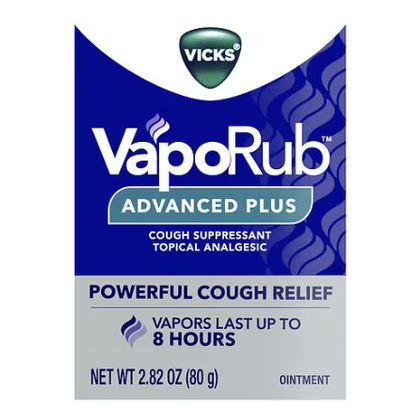 VICKS®
VapoRub™
ADVANCED PLUS
COUGH SUPPRESSANT
TOPICAL ANALGESIC
POWERFUL COUGH RELIEF
VAPORS LAST UP TO
8 HOURS
NET WT 2.82 OZ (80 g)
OINTMENT